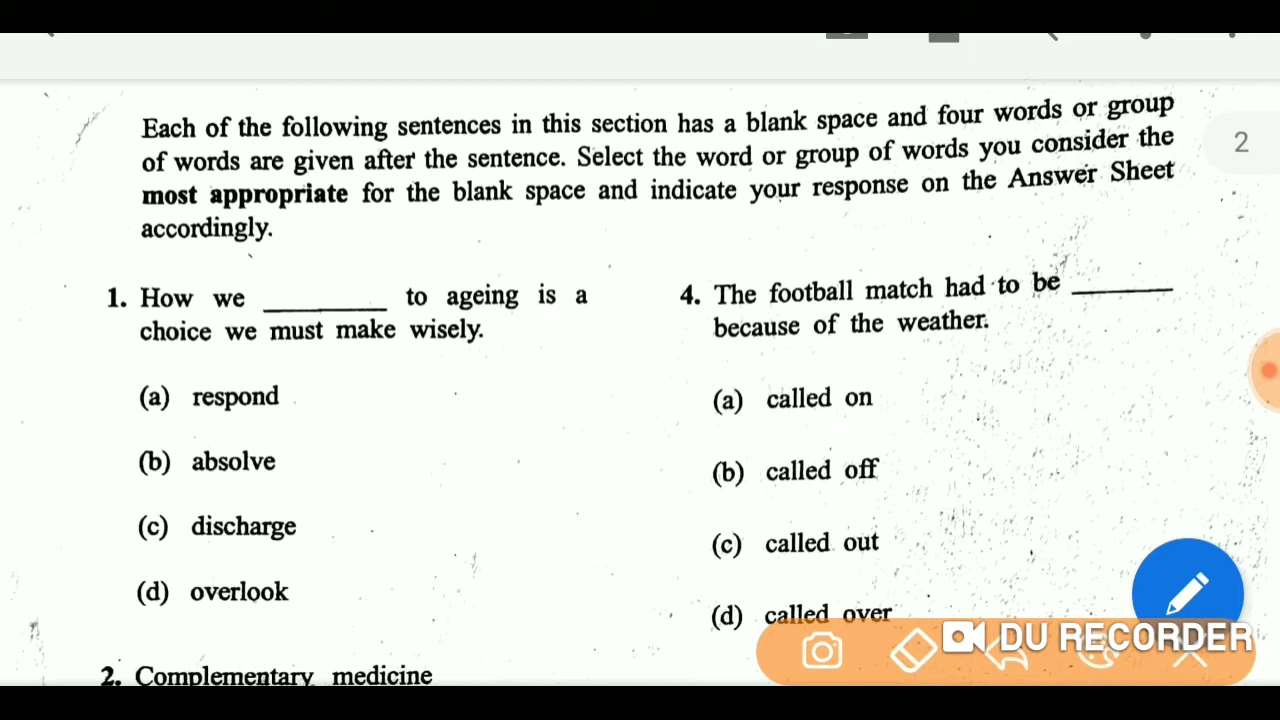 2
Each of the following sentences in this section has a blank space and four words or group
of words are given after the sentence. Select the word or group of words you consider the
most appropriate for the blank space and indicate your response on the Answer Sheet
accordingly.
1. How we ________ to ageing is a
choice we must make wisely.
(a) respond
(b) absolve
(c) discharge
(d) overlook
2. Complementary medicine
4. The football match had to be ________
because of the weather.
(a) called on
(b) called off
(c) called out
(d) called over
DU RECORDER